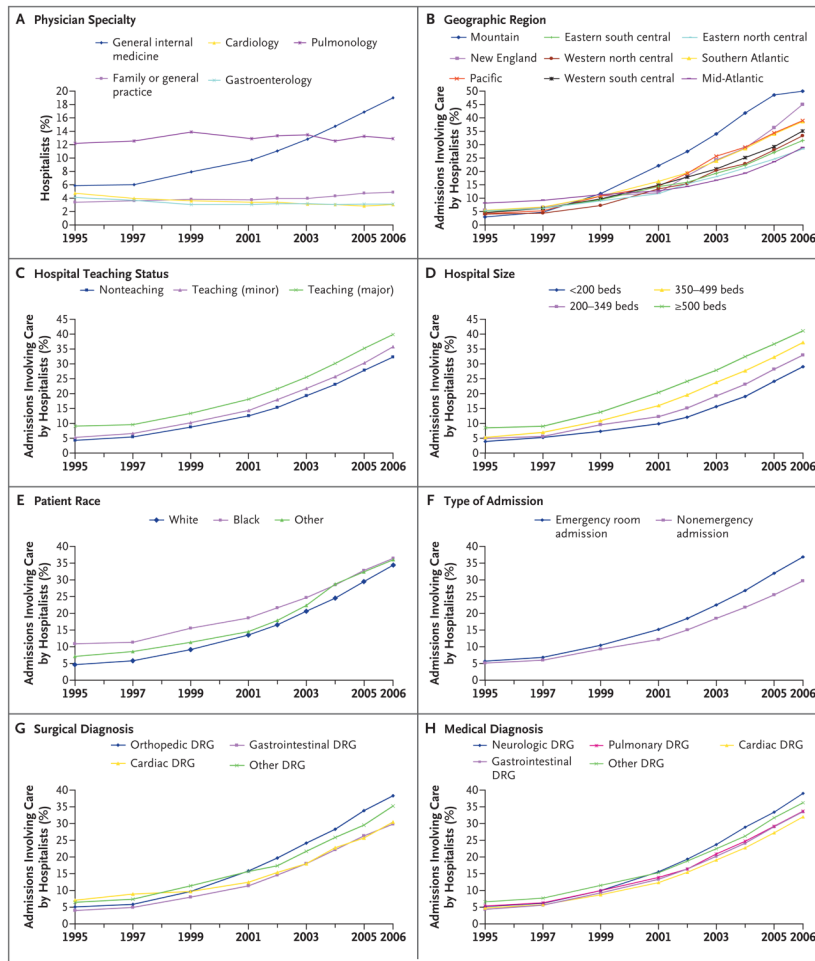 A Physician Specialty
General internal medicine
Cardiology
Pulmonology
Family or general practice
Gastroenterology
Hospitalists (%)
20
18
16
14
12
10
8
6
4
2
0
1995 1997 1999 2001 2003 2005 2006
B Geographic Region
Mountain
Eastern south central
Eastern north central
New England
Western north central
Southern Atlantic
Pacific
Western south central
Mid-Atlantic
Admissions Involving Care
by Hospitalists (%)
50
45
40
35
30
25
20
15
10
5
0
1995 1997 1999 2001 2003 2005 2006
C Hospital Teaching Status
Nonteaching
Teaching (minor)
Teaching (major)
Admissions Involving Care
by Hospitalists (%)
45
40
35
30
25
20
15
10
5
0
1995 1997 1999 2001 2003 2005 2006
D Hospital Size
<200 beds
350–499 beds
200–349 beds
≥500 beds
Admissions Involving Care
by Hospitalists (%)
45
40
35
30
25
20
15
10
5
0
1995 1997 1999 2001 2003 2005 2006
E Patient Race
White
Black
Other
Admissions Involving Care
by Hospitalists (%)
40
35
30
25
20
15
10
5
0
1995 1997 1999 2001 2003 2005 2006
F Type of Admission
Emergency room
admission
Nonemergency
admission
Admissions Involving Care
by Hospitalists (%)
40
35
30
25
20
15
10
5
0
1995 1997 1999 2001 2003 2005 2006
G Surgical Diagnosis
Orthopedic DRG
Gastrointestinal DRG
Cardiac DRG
Other DRG
Admissions Involving Care
by Hospitalists (%)
40
35
30
25
20
15
10
5
0
1995 1997 1999 2001 2003 2005 2006
H Medical Diagnosis
Neurologic DRG
Pulmonary DRG
Cardiac DRG
Gastrointestinal
DRG
Other DRG
Admissions Involving Care
by Hospitalists (%)
40
35
30
25
20
15
10
5
0
1995 1997 1999 2001 2003 2005 2006